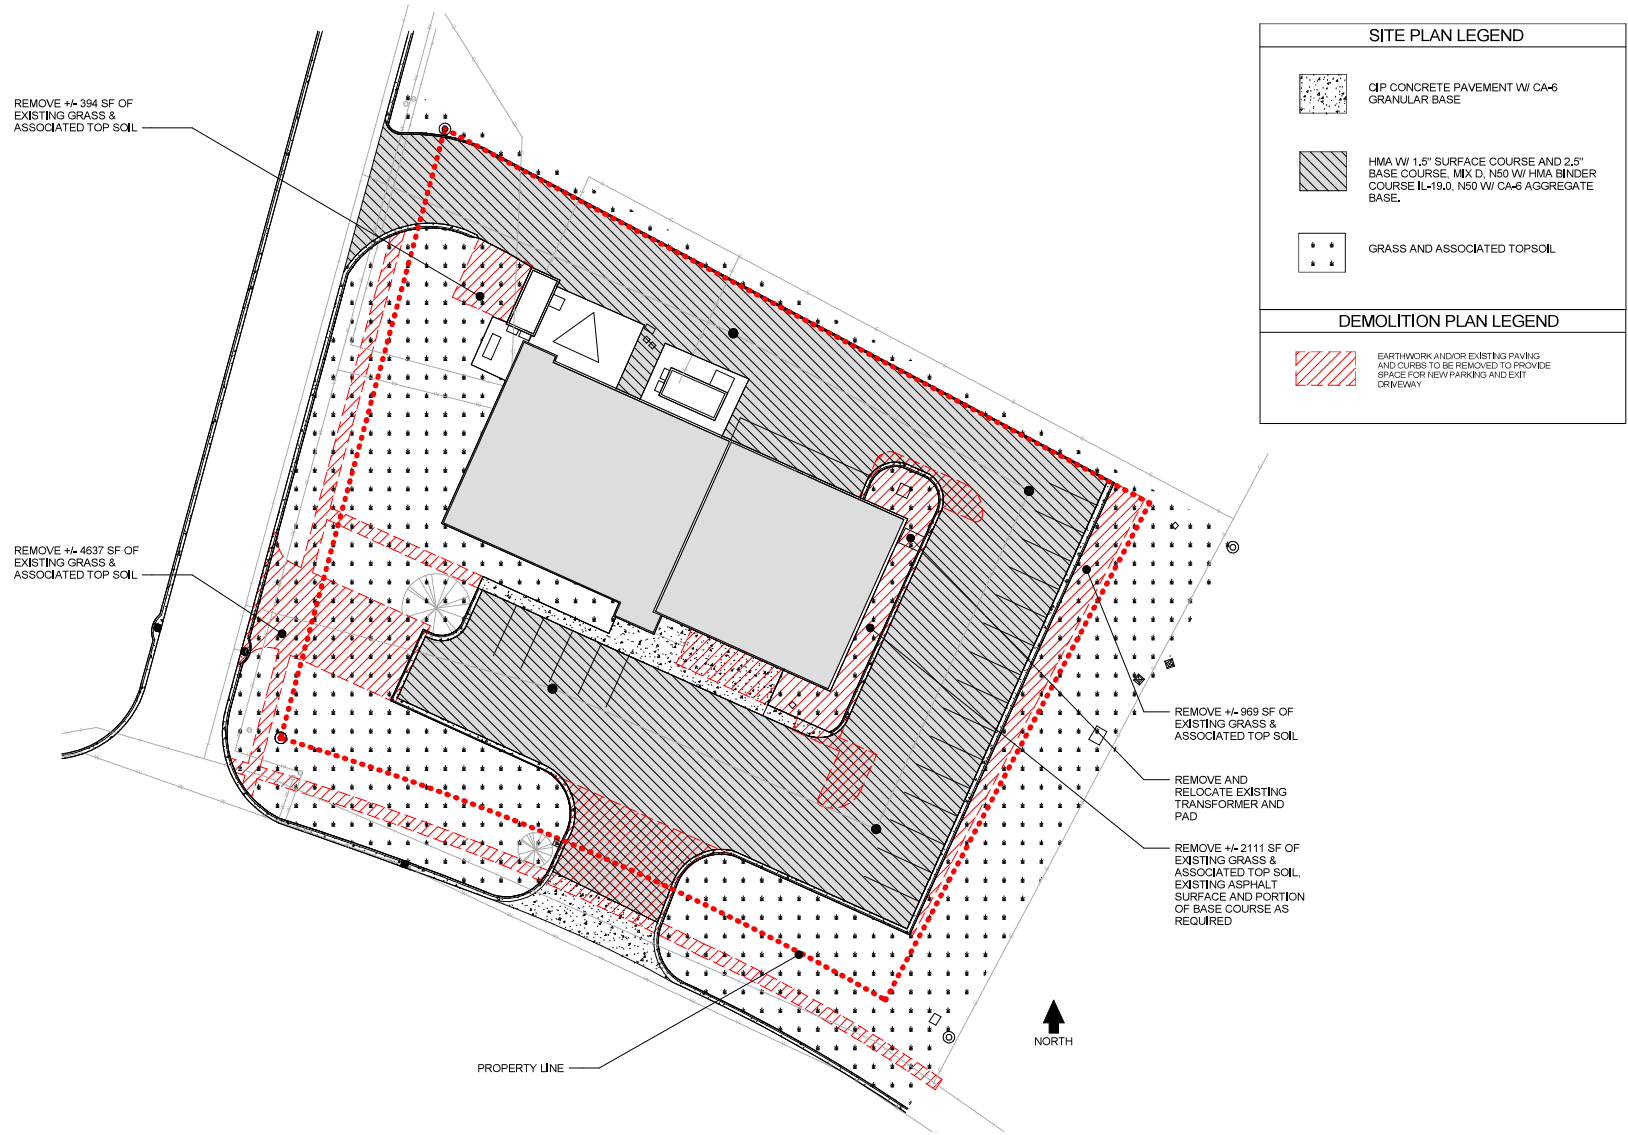 SITE PLAN LEGEND
CIP CONCRETE PAVEMENT W/ CA-6
GRANULAR BASE
HMA W/ 1.5" SURFACE COURSE AND 2.5"
BASE COURSE, MIX D, N50 W/ HMA BINDER
COURSE IL-19.0, N50 W/ CA-6 AGGREGATE
BASE.
GRASS AND ASSOCIATED TOPSOIL
DEMOLITION PLAN LEGEND
EARTHWORK AND/OR EXISTING PAVING
AND CURBS TO BE REMOVED TO PROVIDE
SPACE FOR NEW PARKING AND EXIT
DRIVEWAY
REMOVE +/- 394 SF OF
EXISTING GRASS &
ASSOCIATED TOP SOIL
REMOVE +/- 4637 SF OF
EXISTING GRASS &
ASSOCIATED TOP SOIL
REMOVE +/- 969 SF OF
EXISTING GRASS &
ASSOCIATED TOP SOIL
REMOVE AND
RELOCATE EXISTING
TRANSFORMER AND
PAD
REMOVE +/- 2111 SF OF
EXISTING GRASS &
ASSOCIATED TOP SOIL,
EXISTING ASPHALT
SURFACE AND PORTION
OF BASE COURSE AS
REQUIRED
NORTH
PROPERTY LINE